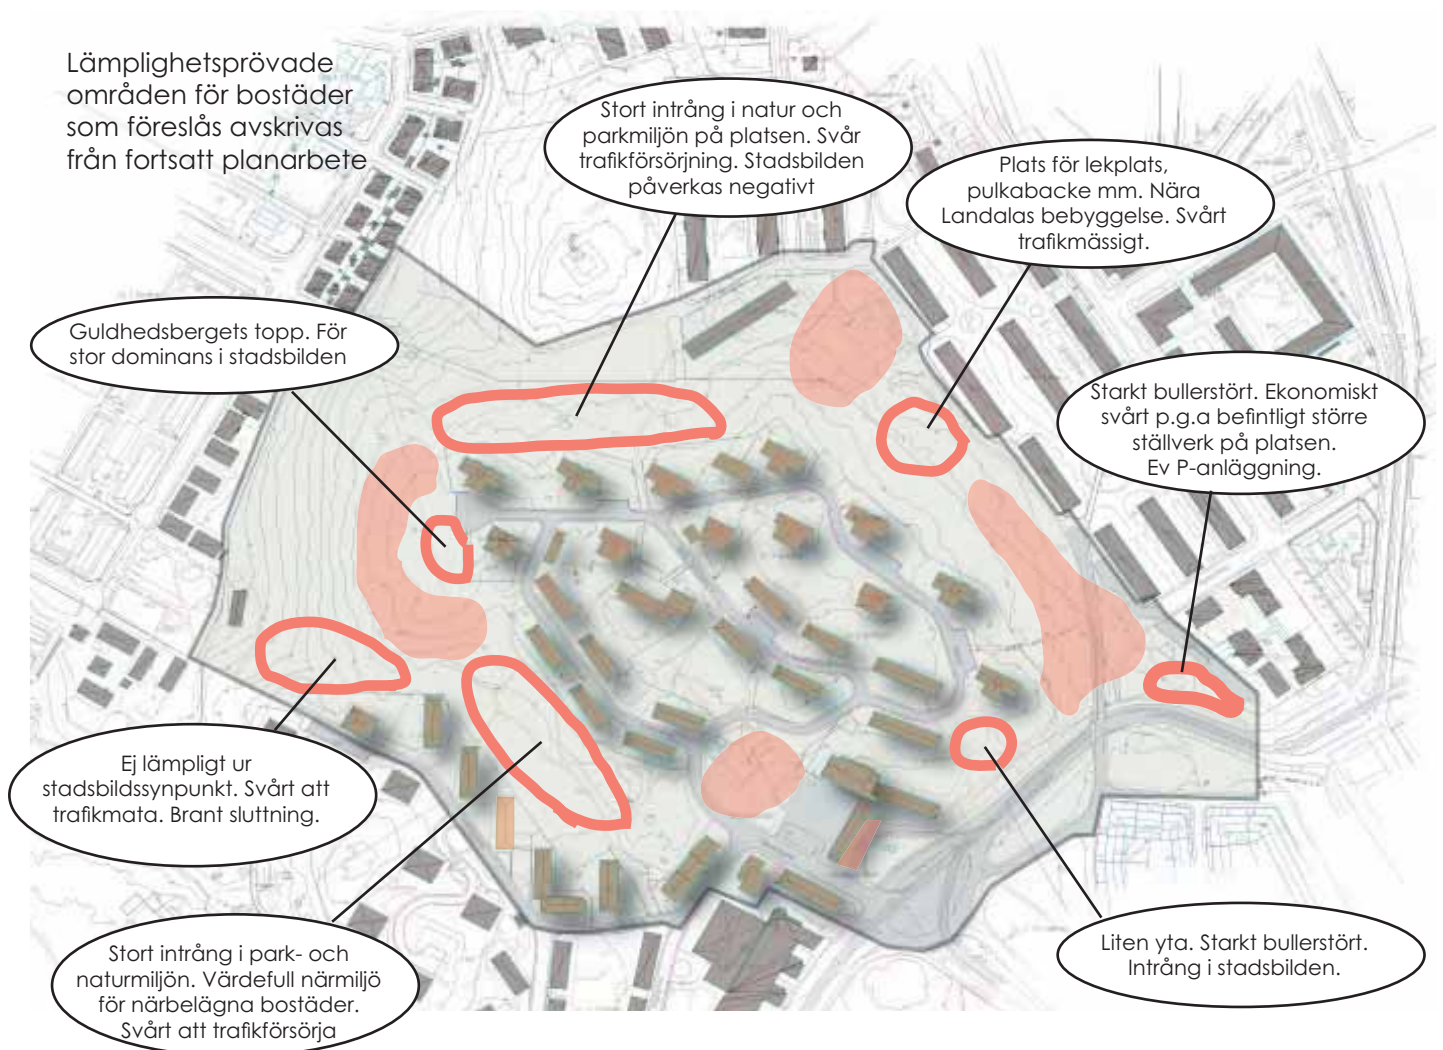 Lämplighetsprövade
områden för bostäder
som föreslås avskrivas
från fortsatt planarbete
Stort intrång i natur och
parkmiljön på platsen. Svår
trafikförsörjning. Stadsbilden
påverkas negativt
Plats för lekplats,
pulkabacke mm. Nära
Landalas bebyggelse. Svårt
trafikmässigt.
Guldhedsbergets topp. För
stor dominans i stadsbilden
Starkt bullerstört. Ekonomiskt
svårt p.g.a befintligt större
ställverk på platsen.
Ev P-anläggning.
Ej lämpligt ur
stadsbildssynpunkt. Svårt att
trafikmata. Brant sluttning.
Stort intrång i park- och
naturmiljön. Värdefull närmiljö
för närbelägna bostäder.
Svårt att trafikförsörja
Liten yta. Starkt bullerstört.
Intrång i stadsbilden.